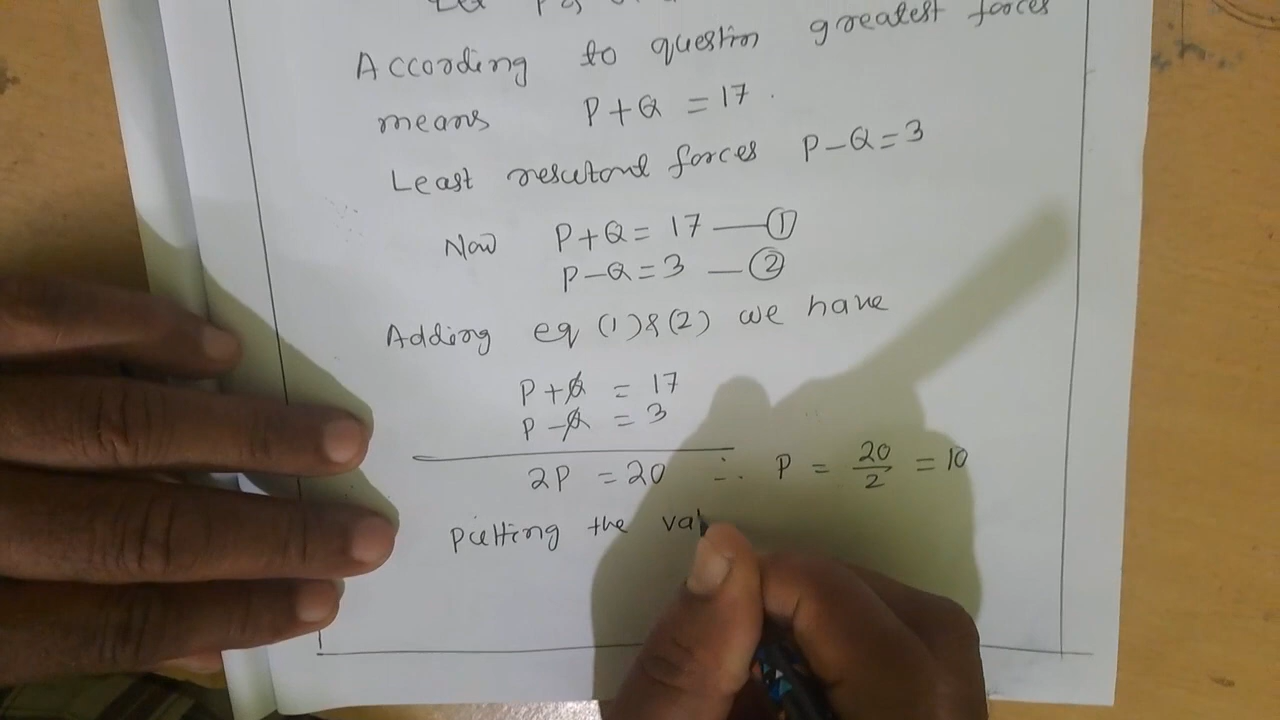 According to question greatest forces
means P+Q = 17.
Least resultant forces P-Q=3
Now P+Q= 17 — ①
P-Q=3 — ②
Adding eq (1) & (2) we have
P+Q = 17
P-Q = 3
2P = 20 ∴ P = 20/2 = 10
Putting the val